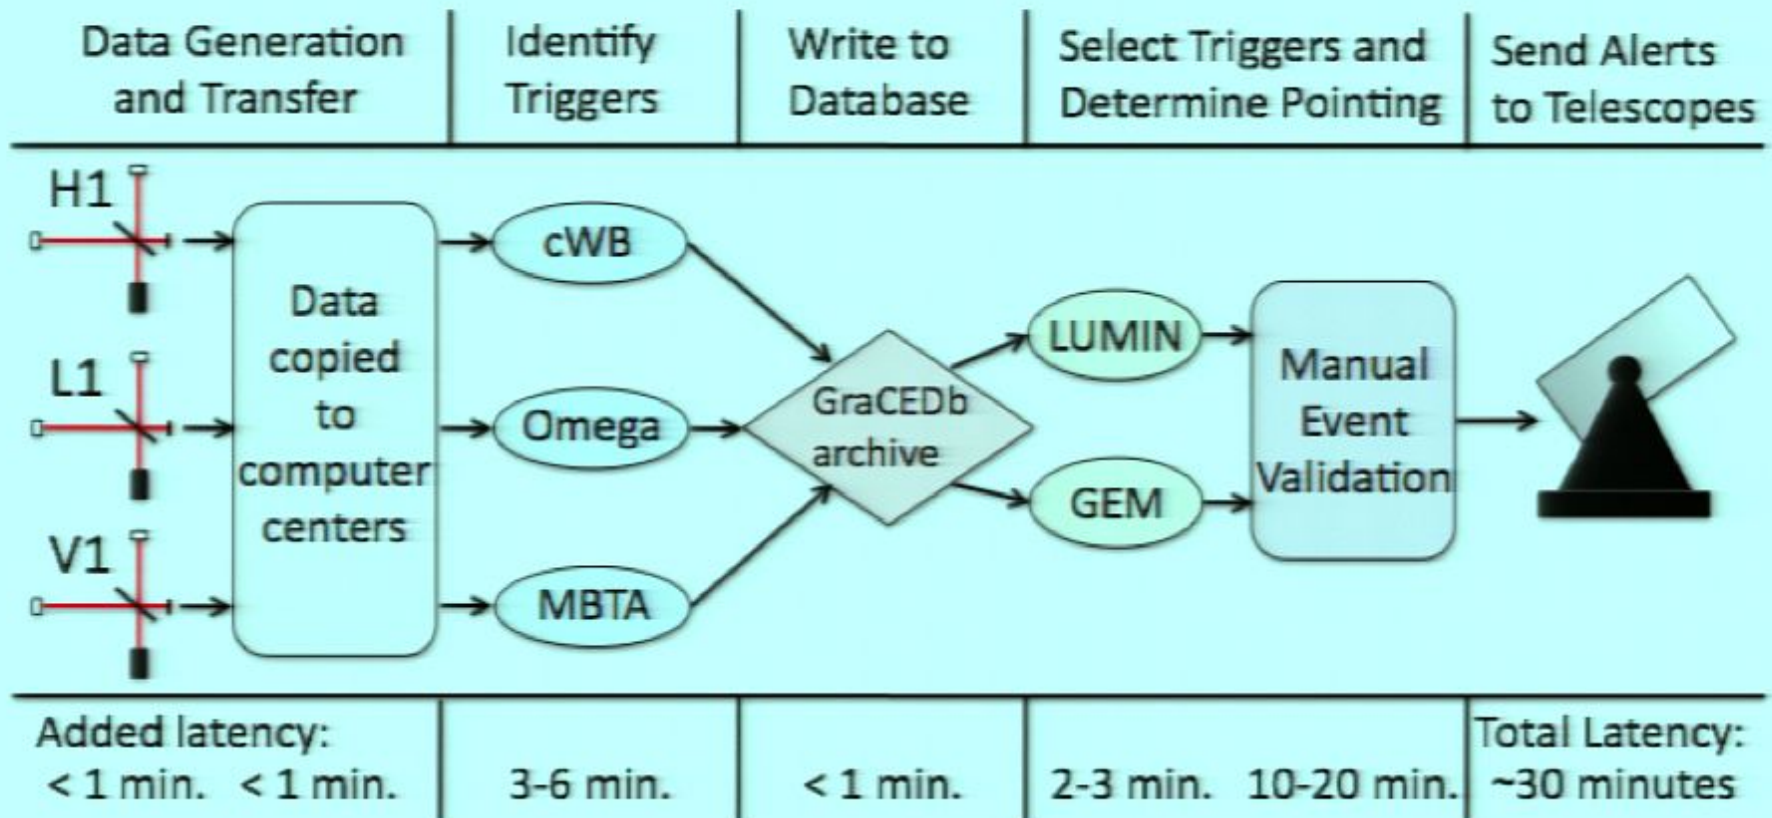 Data Generation
and Transfer
Identify
Triggers
Write to
Database
Select Triggers and
Determine Pointing
Send Alerts
to Telescopes
H1
L1
V1
Data
copied
to
computer
centers
cWB
Omega
MBTA
GraCEDb
archive
LUMIN
GEM
Manual
Event
Validation
Added latency:
< 1 min. < 1 min.
3-6 min.
< 1 min.
2-3 min. 10-20 min.
Total Latency:
~30 minutes